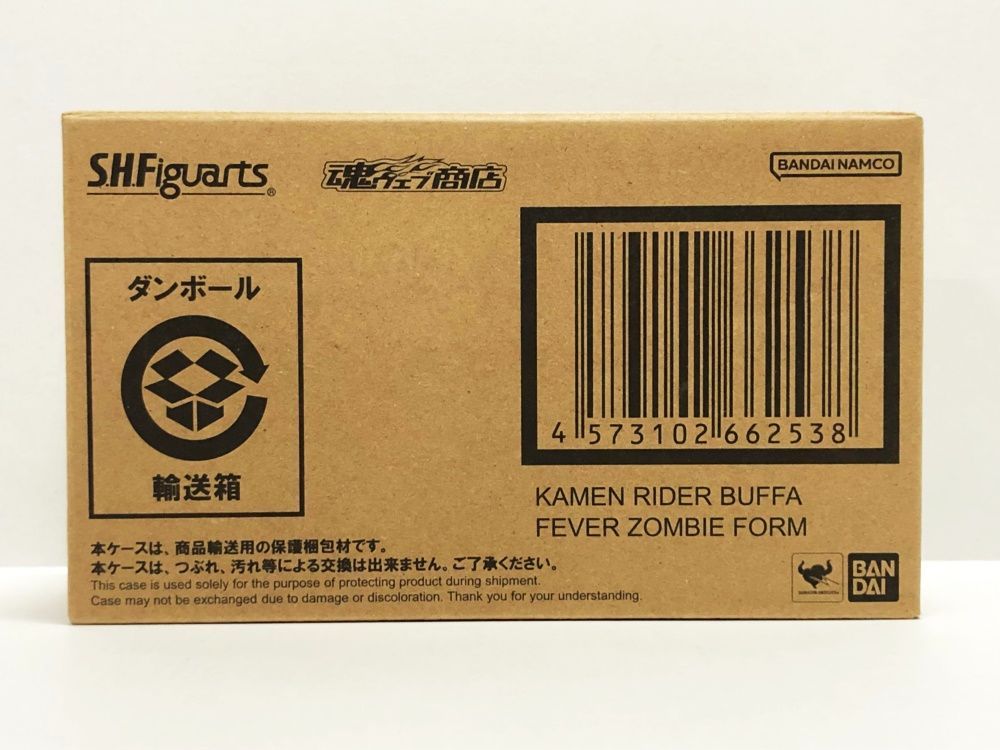 S.H.Figuarts®
魂ウェブ商店
BANDAI NAMCO
ダンボール
輸送箱
4 573102 662538
KAMEN RIDER BUFFA
FEVER ZOMBIE FORM
本ケースは、商品輸送用の保護梱包材です。
本ケースは、つぶれ、汚れ等による交換は出来ません。ご了承ください。
This case is used solely for the purpose of protecting product during shipment.
Case may not be exchanged due to damage or discoloration. Thank you for your understanding.
BAN
DAI